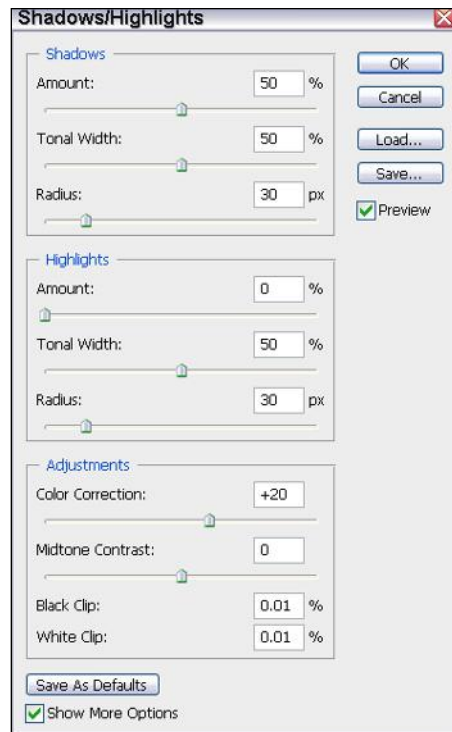 Shadows/Highlights
Shadows
Amount: 50 %
Tonal Width: 50 %
Radius: 30 px
Highlights
Amount: 0 %
Tonal Width: 50 %
Radius: 30 px
Adjustments
Color Correction: +20
Midtone Contrast: 0
Black Clip: 0.01 %
White Clip: 0.01 %
Save As Defaults
Show More Options
OK
Cancel
Load...
Save...
Preview